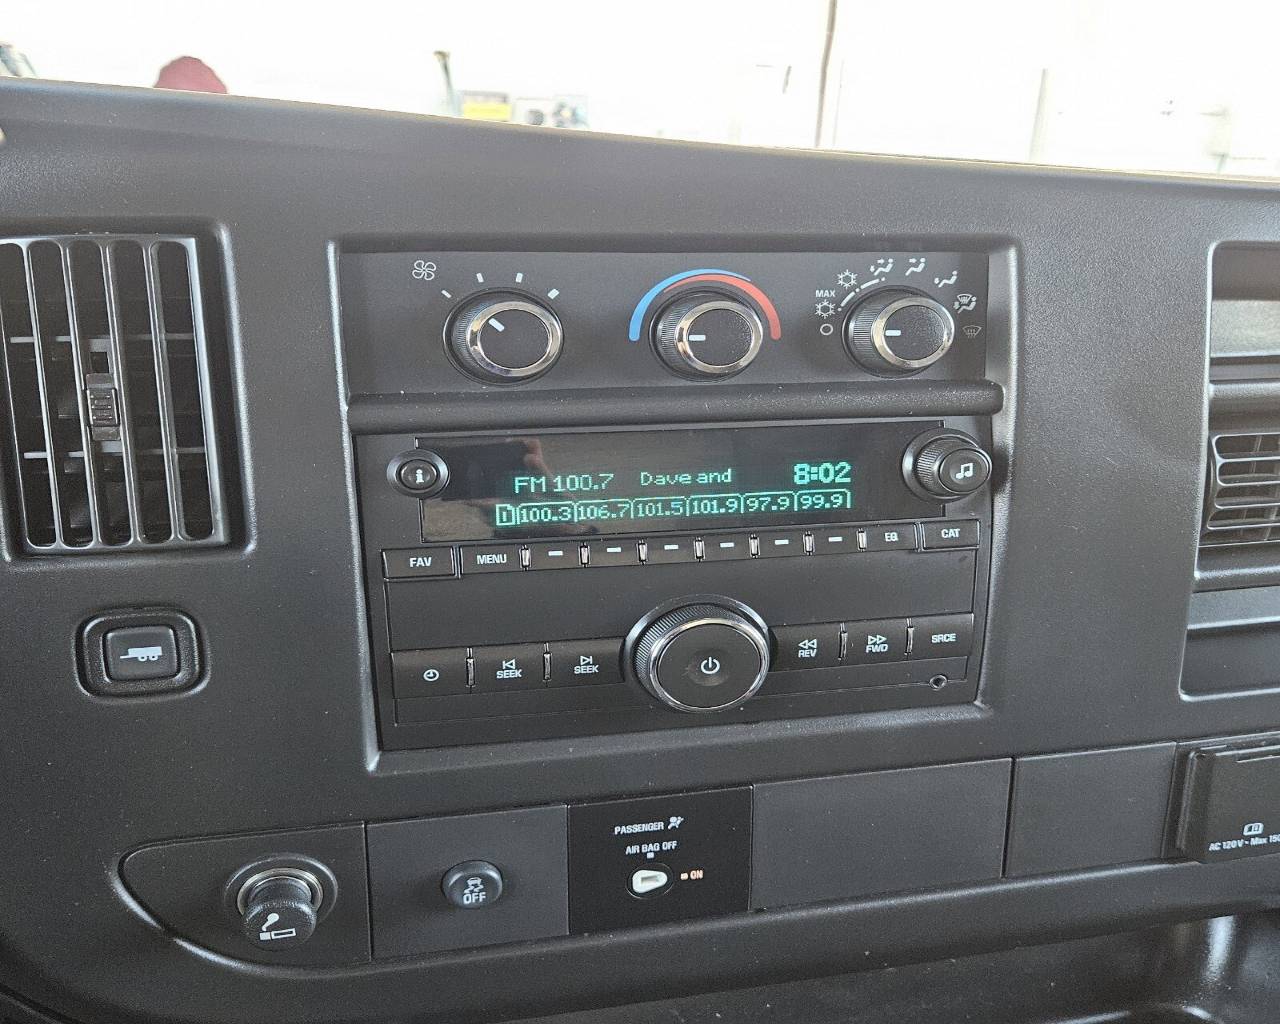 MAX
FM 100.7 Dave and 8:02
D 100.3 106.7 101.5 101.9 97.9 99.9
FAV MENU EQ CAT
SEEK SEEK REV FWD SRCE
PASSENGER
AIR BAG OFF
ON
OFF
AC 120V - Max 150